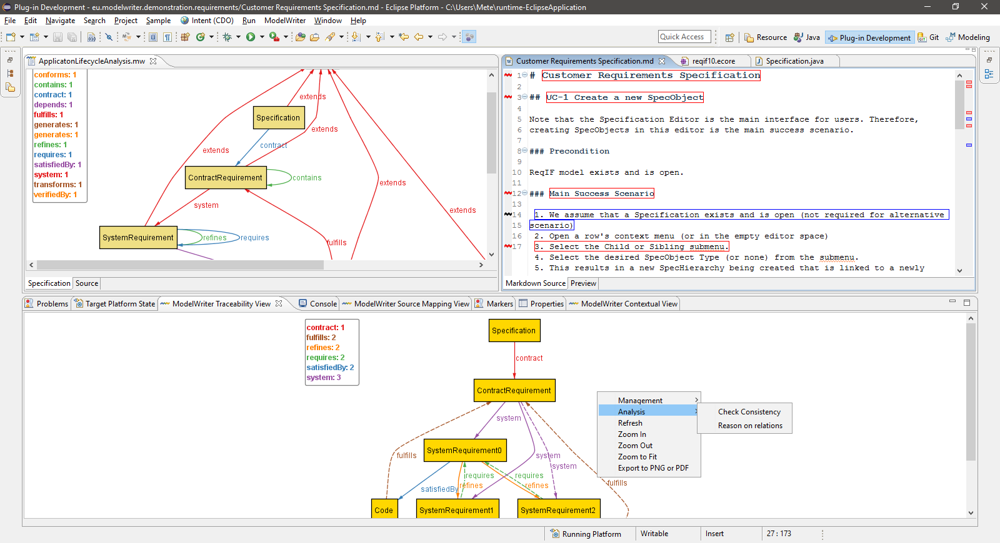 Plug-in Development - eu.modelwriter.demonstration.requirements/Customer Requirements Specification.md - Eclipse Platform - C:\Users\Mete\runtime-EclipseApplication
File Edit Navigate Search Project Sample Intent (CDO) Run ModelWriter Window Help
Quick Access Resource Java Plug-in Development Git Modeling
ApplicatonLifecycleAnalysis.mw
conforms: 1
contains: 1
contract: 1
depends: 1
fulfills: 1
generates: 1
generates: 1
refines: 1
requires: 1
satisfiedBy: 1
system: 1
transforms: 1
verifiedBy: 1
extends
Specification
extends
contract
extends
ContractRequirement
contains
extends
system
extends
SystemRequirement
refines
requires
fulfills
Specification Source
Customer Requirements Specification.md reqif10.ecore Specification.java
1 # Customer Requirements Specification
2
3 ## UC-1 Create a new SpecObject
4
5 Note that the Specification Editor is the main interface for users. Therefore,
6 creating SpecObjects in this editor is the main success scenario.
7
8 ### Precondition
9
10 ReqIF model exists and is open.
11
12 ### Main Success Scenario
13
14 1. We assume that a Specification exists and is open (not required for alternative
15 scenario)
16 2. Open a row's context menu (or in the empty editor space)
17 3. Select the Child or Sibling submenu.
4. Select the desired SpecObject Type (or none) from the submenu.
5. This results in a new SpecHierarchy being created that is linked to a newly
Markdown Source Preview
Problems Target Platform State ModelWriter Traceability View Console ModelWriter Source Mapping View Markers Properties ModelWriter Contextual View
contract: 1
fulfills: 2
refines: 2
requires: 2
satisfiedBy: 2
system: 3
Specification
contract
ContractRequirement
system
SystemRequirement0
fulfills
system
system
requires
requires
satisfiedBy
refines
refines
fulfills
Code
SystemRequirement1
SystemRequirement2
Management
Analysis
Refresh
Zoom In
Zoom Out
Zoom to Fit
Export to PNG or PDF
Check Consistency
Reason on relations
Running Platform Writable Insert 27 : 173